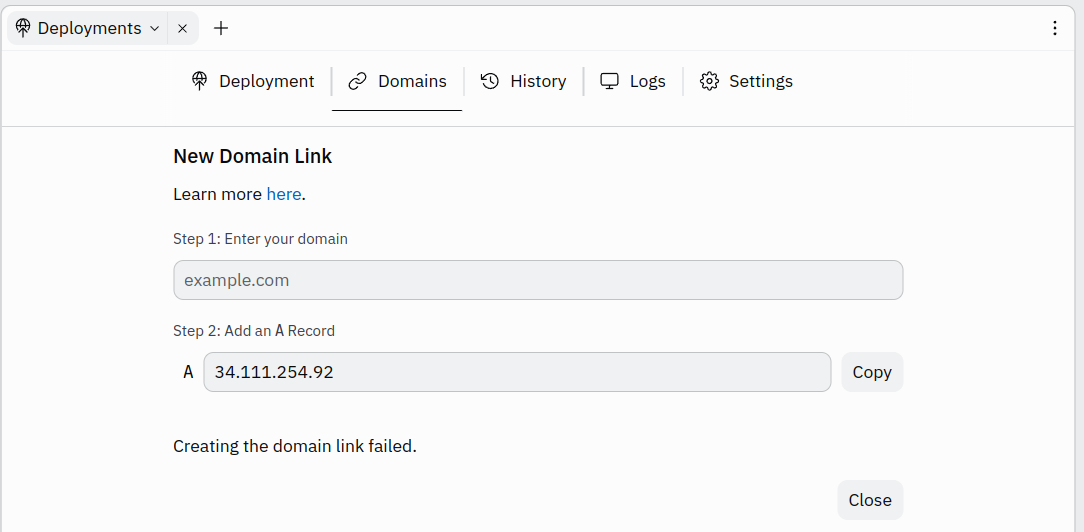 Deployments
Deployment Domains History Logs Settings
New Domain Link
Learn more here.
Step 1: Enter your domain
example.com
Step 2: Add an A Record
A 34.111.254.92 Copy
Creating the domain link failed.
Close